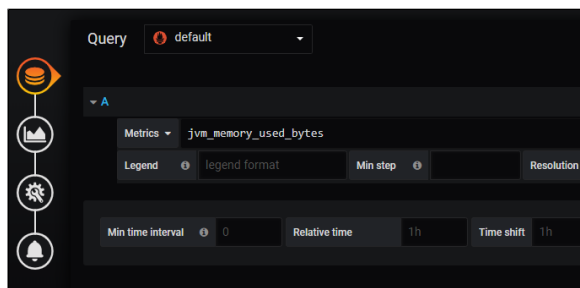 Query default
A
Metrics jvm_memory_used_bytes
Legend legend format Min step Resolution
Min time interval 0 Relative time 1h Time shift 1h